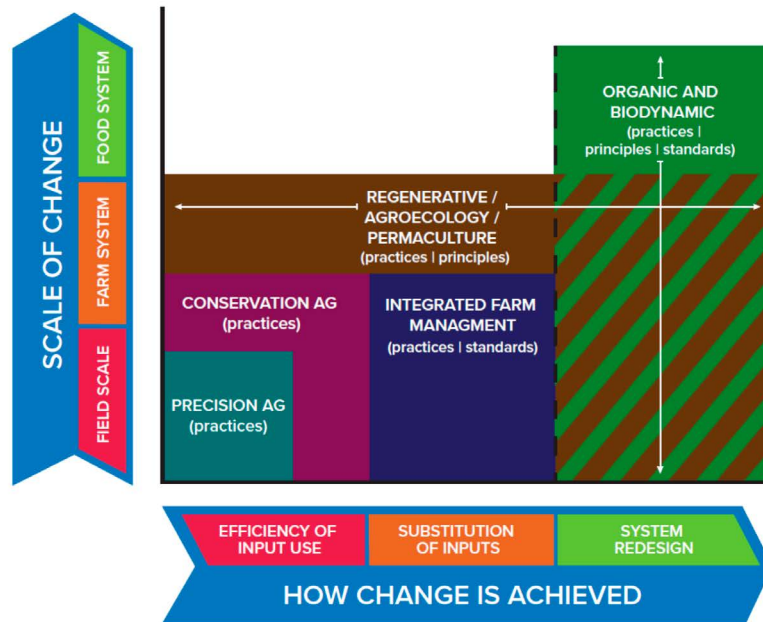 SCALE OF CHANGE
FOOD SYSTEM
FARM SYSTEM
FIELD SCALE
ORGANIC AND
BIODYNAMIC
(practices |
principles | standards)
REGENERATIVE /
AGROECOLOGY /
PERMACULTURE
(practices | principles)
CONSERVATION AG
(practices)
INTEGRATED FARM
MANAGMENT
(practices | standards)
PRECISION AG
(practices)
EFFICIENCY OF
INPUT USE
SUBSTITUTION
OF INPUTS
SYSTEM
REDESIGN
HOW CHANGE IS ACHIEVED